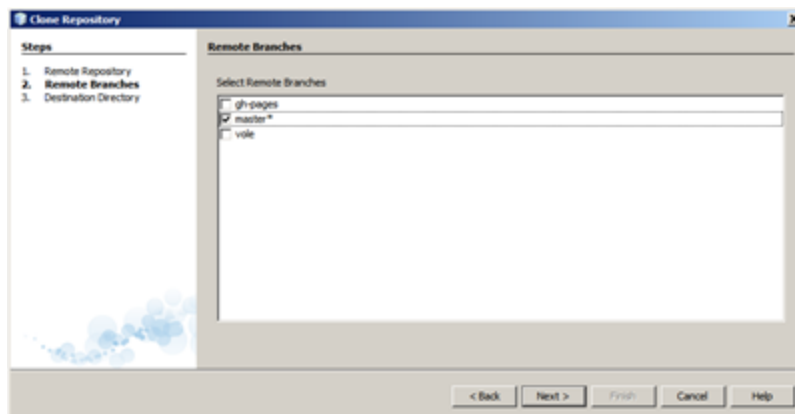 Clone Repository
Steps
1. Remote Repository
2. Remote Branches
3. Destination Directory
Remote Branches
Select Remote Branches
gh-pages
master*
vole
< Back
Next >
Finish
Cancel
Help